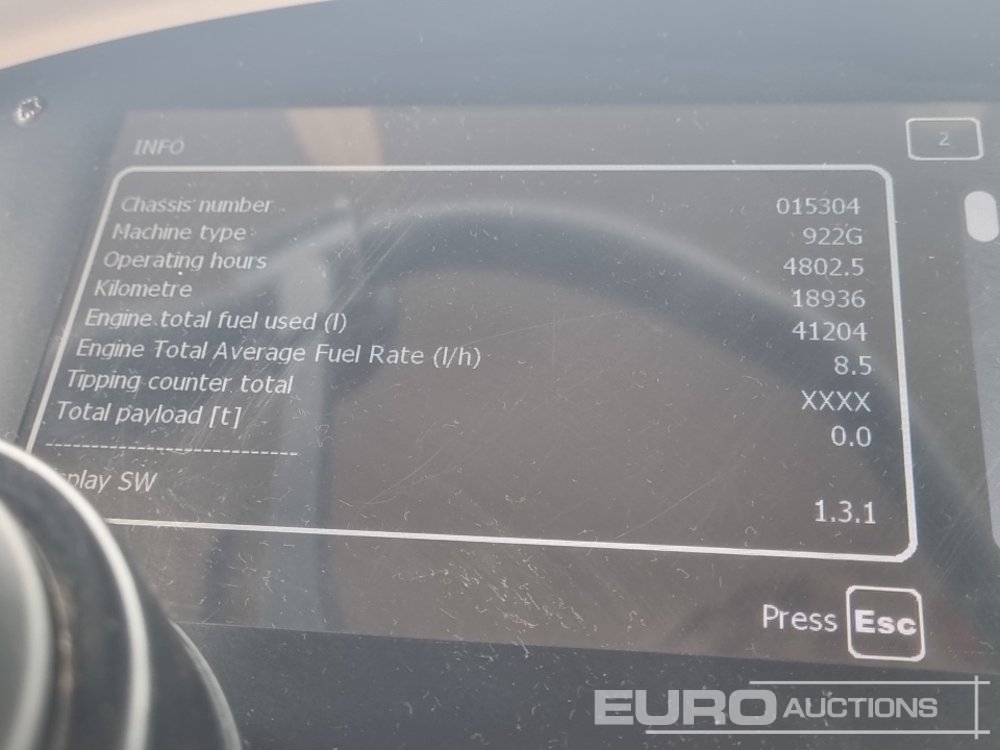 INFO
2
Chassis number 015304
Machine type 922G
Operating hours 4802.5
Kilometre 18936
Engine total fuel used (l) 41204
Engine Total Average Fuel Rate (l/h) 8.5
Tipping counter total XXXX
Total payload [t] 0.0
---------------------------
SW 1.3.1
Press Esc
EURO AUCTIONS